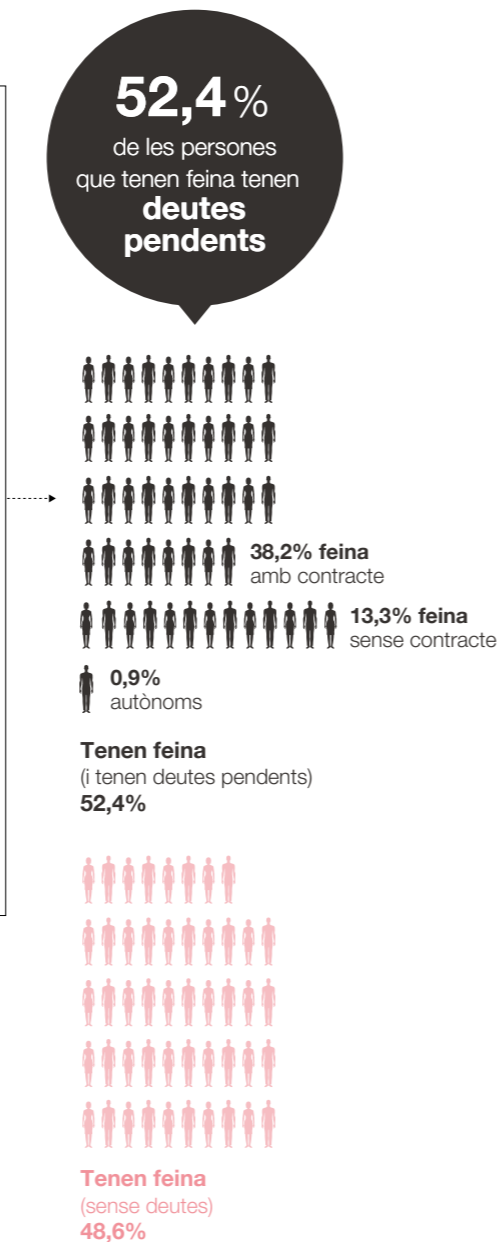 52,4%
de les persones
que tenen feina tenen
deutes
pendents
38,2% feina
amb contracte
13,3% feina
sense contracte
0,9%
autònoms
Tenen feina
(i tenen deutes pendents)
52,4%
Tenen feina
(sense deutes)
48,6%